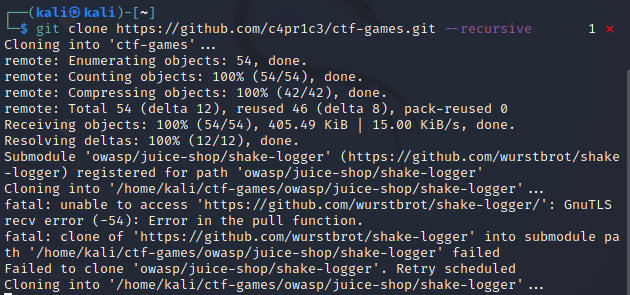 ┌──(kali㉿kali)-[~]
└─$ git clone https://github.com/c4pr1c3/ctf-games.git --recursive 1 ⨯
Cloning into 'ctf-games'...
remote: Enumerating objects: 54, done.
remote: Counting objects: 100% (54/54), done.
remote: Compressing objects: 100% (42/42), done.
remote: Total 54 (delta 12), reused 46 (delta 8), pack-reused 0
Receiving objects: 100% (54/54), 405.49 KiB | 15.00 KiB/s, done.
Resolving deltas: 100% (12/12), done.
Submodule 'owasp/juice-shop/shake-logger' (https://github.com/wurstbrot/shake
-logger) registered for path 'owasp/juice-shop/shake-logger'
Cloning into '/home/kali/ctf-games/owasp/juice-shop/shake-logger'...
fatal: unable to access 'https://github.com/wurstbrot/shake-logger/': GnuTLS
recv error (-54): Error in the pull function.
fatal: clone of 'https://github.com/wurstbrot/shake-logger' into submodule pa
th '/home/kali/ctf-games/owasp/juice-shop/shake-logger' failed
Failed to clone 'owasp/juice-shop/shake-logger'. Retry scheduled
Cloning into '/home/kali/ctf-games/owasp/juice-shop/shake-logger'...